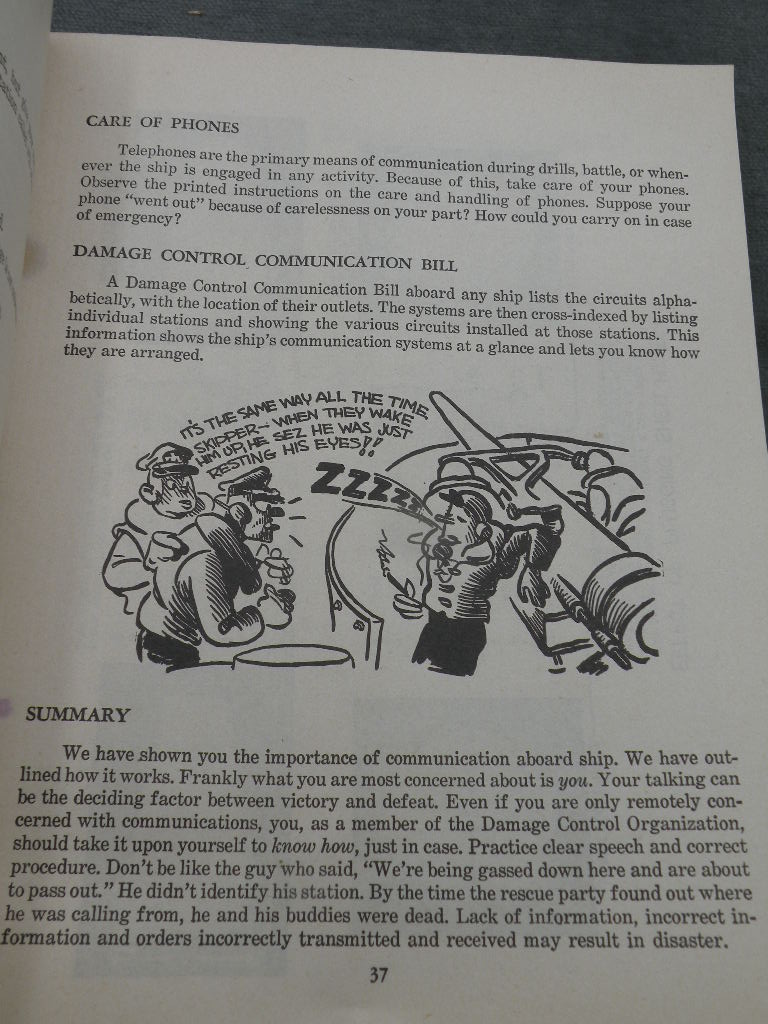 CARE OF PHONES
Telephones are the primary means of communication during drills, battle, or when-
ever the ship is engaged in any activity. Because of this, take care of your phones.
Observe the printed instructions on the care and handling of phones. Suppose your
phone "went out" because of carelessness on your part? How could you carry on in case
of emergency?
DAMAGE CONTROL COMMUNICATION BILL
A Damage Control Communication Bill aboard any ship lists the circuits alpha-
betically, with the location of their outlets. The systems are then cross-indexed by listing
individual stations and showing the various circuits installed at those stations. This
information shows the ship's communication systems at a glance and lets you know how
they are arranged.
IT'S THE SAME WAY ALL THE TIME,
SKIPPER~WHEN THEY WAKE
HIM UP, HE SEZ HE WAS JUST
RESTING HIS EYES!!
ZZZZZZ
SUMMARY
We have shown you the importance of communication aboard ship. We have out-
lined how it works. Frankly what you are most concerned about is you. Your talking can
be the deciding factor between victory and defeat. Even if you are only remotely con-
cerned with communications, you, as a member of the Damage Control Organization,
should take it upon yourself to know how, just in case. Practice clear speech and correct
procedure. Don't be like the guy who said, "We're being gassed down here and are about
to pass out." He didn't identify his station. By the time the rescue party found out where
he was calling from, he and his buddies were dead. Lack of information, incorrect in-
formation and orders incorrectly transmitted and received may result in disaster.
37